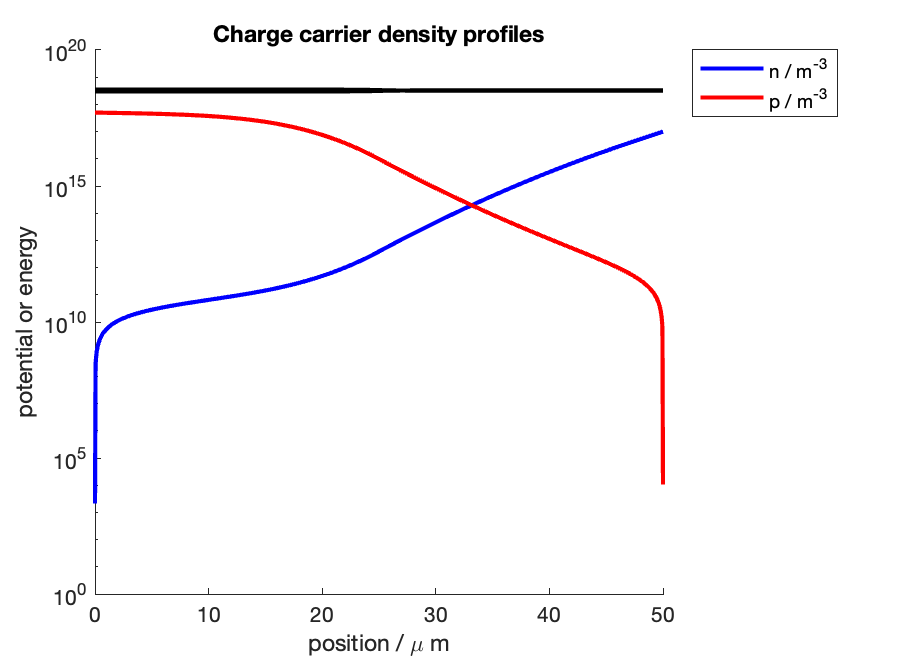 Charge carrier density profiles
10^20
10^15
10^10
10^5
10^0
potential or energy
0 10 20 30 40 50
position / μ m
n / m^-3
p / m^-3